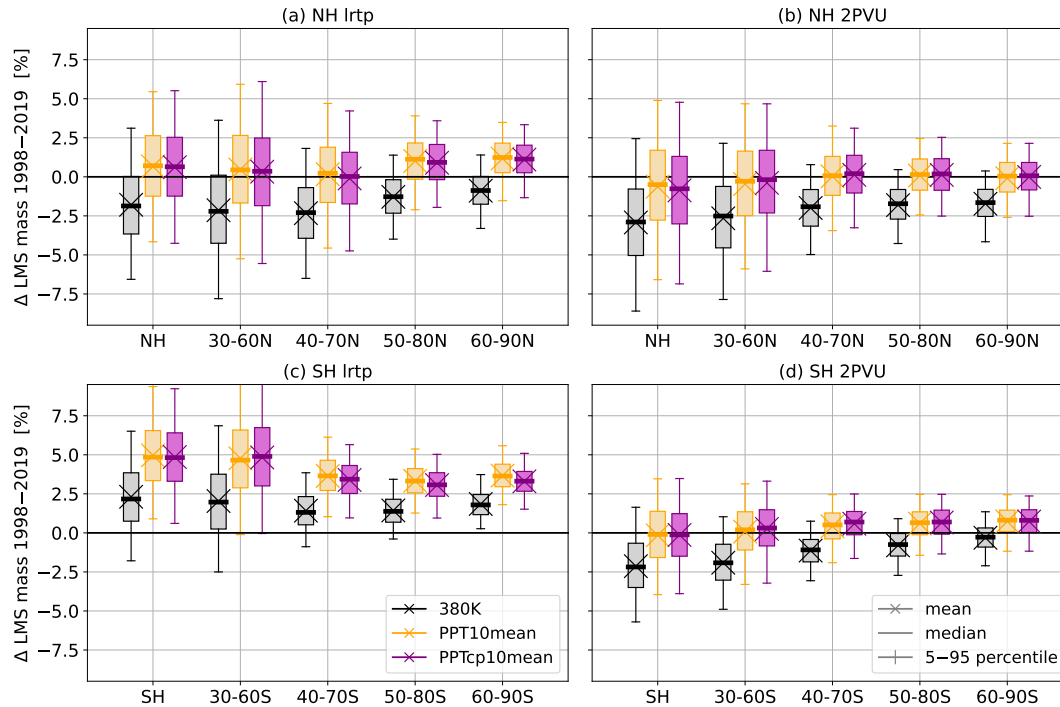 (a) NH lrtp
(b) NH 2PVU
Δ LMS mass 1998−2019 [%]
7.5
5.0
2.5
0.0
−2.5
−5.0
−7.5
NH 30-60N 40-70N 50-80N 60-90N
NH 30-60N 40-70N 50-80N 60-90N
(c) SH lrtp
(d) SH 2PVU
Δ LMS mass 1998−2019 [%]
7.5
5.0
2.5
0.0
−2.5
−5.0
−7.5
380K
PPT10mean
PPTcp10mean
mean
median
5−95 percentile
SH 30-60S 40-70S 50-80S 60-90S
SH 30-60S 40-70S 50-80S 60-90S